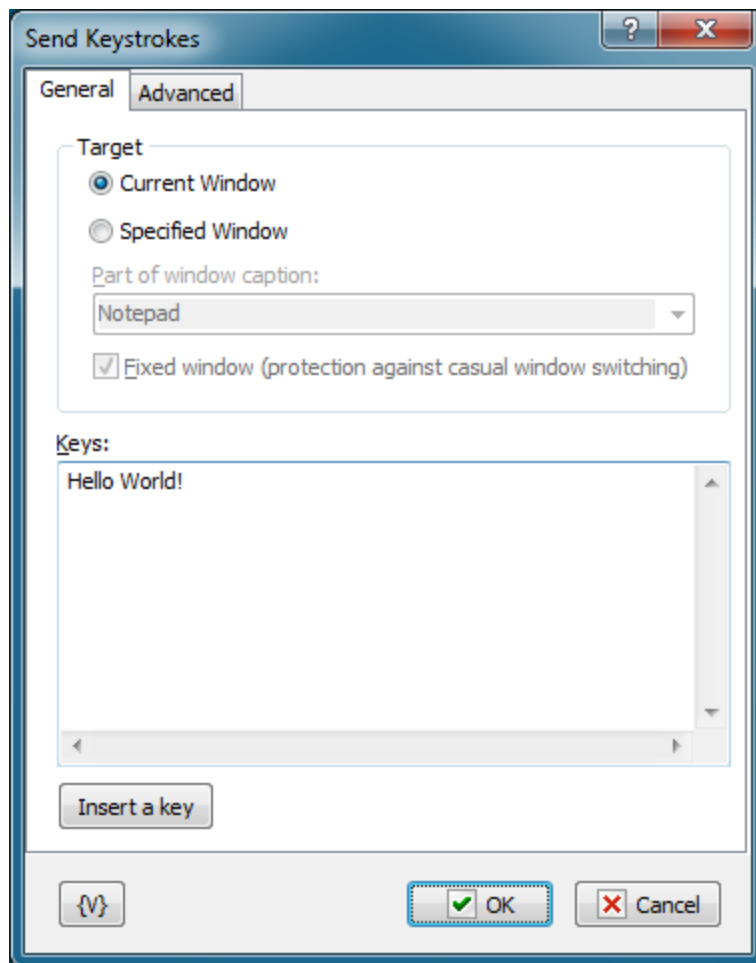 Send Keystrokes
?
General
Advanced
Target
Current Window
Specified Window
Part of window caption:
Notepad
Fixed window (protection against casual window switching)
Keys:
Hello World!
Insert a key
{V}
OK
Cancel